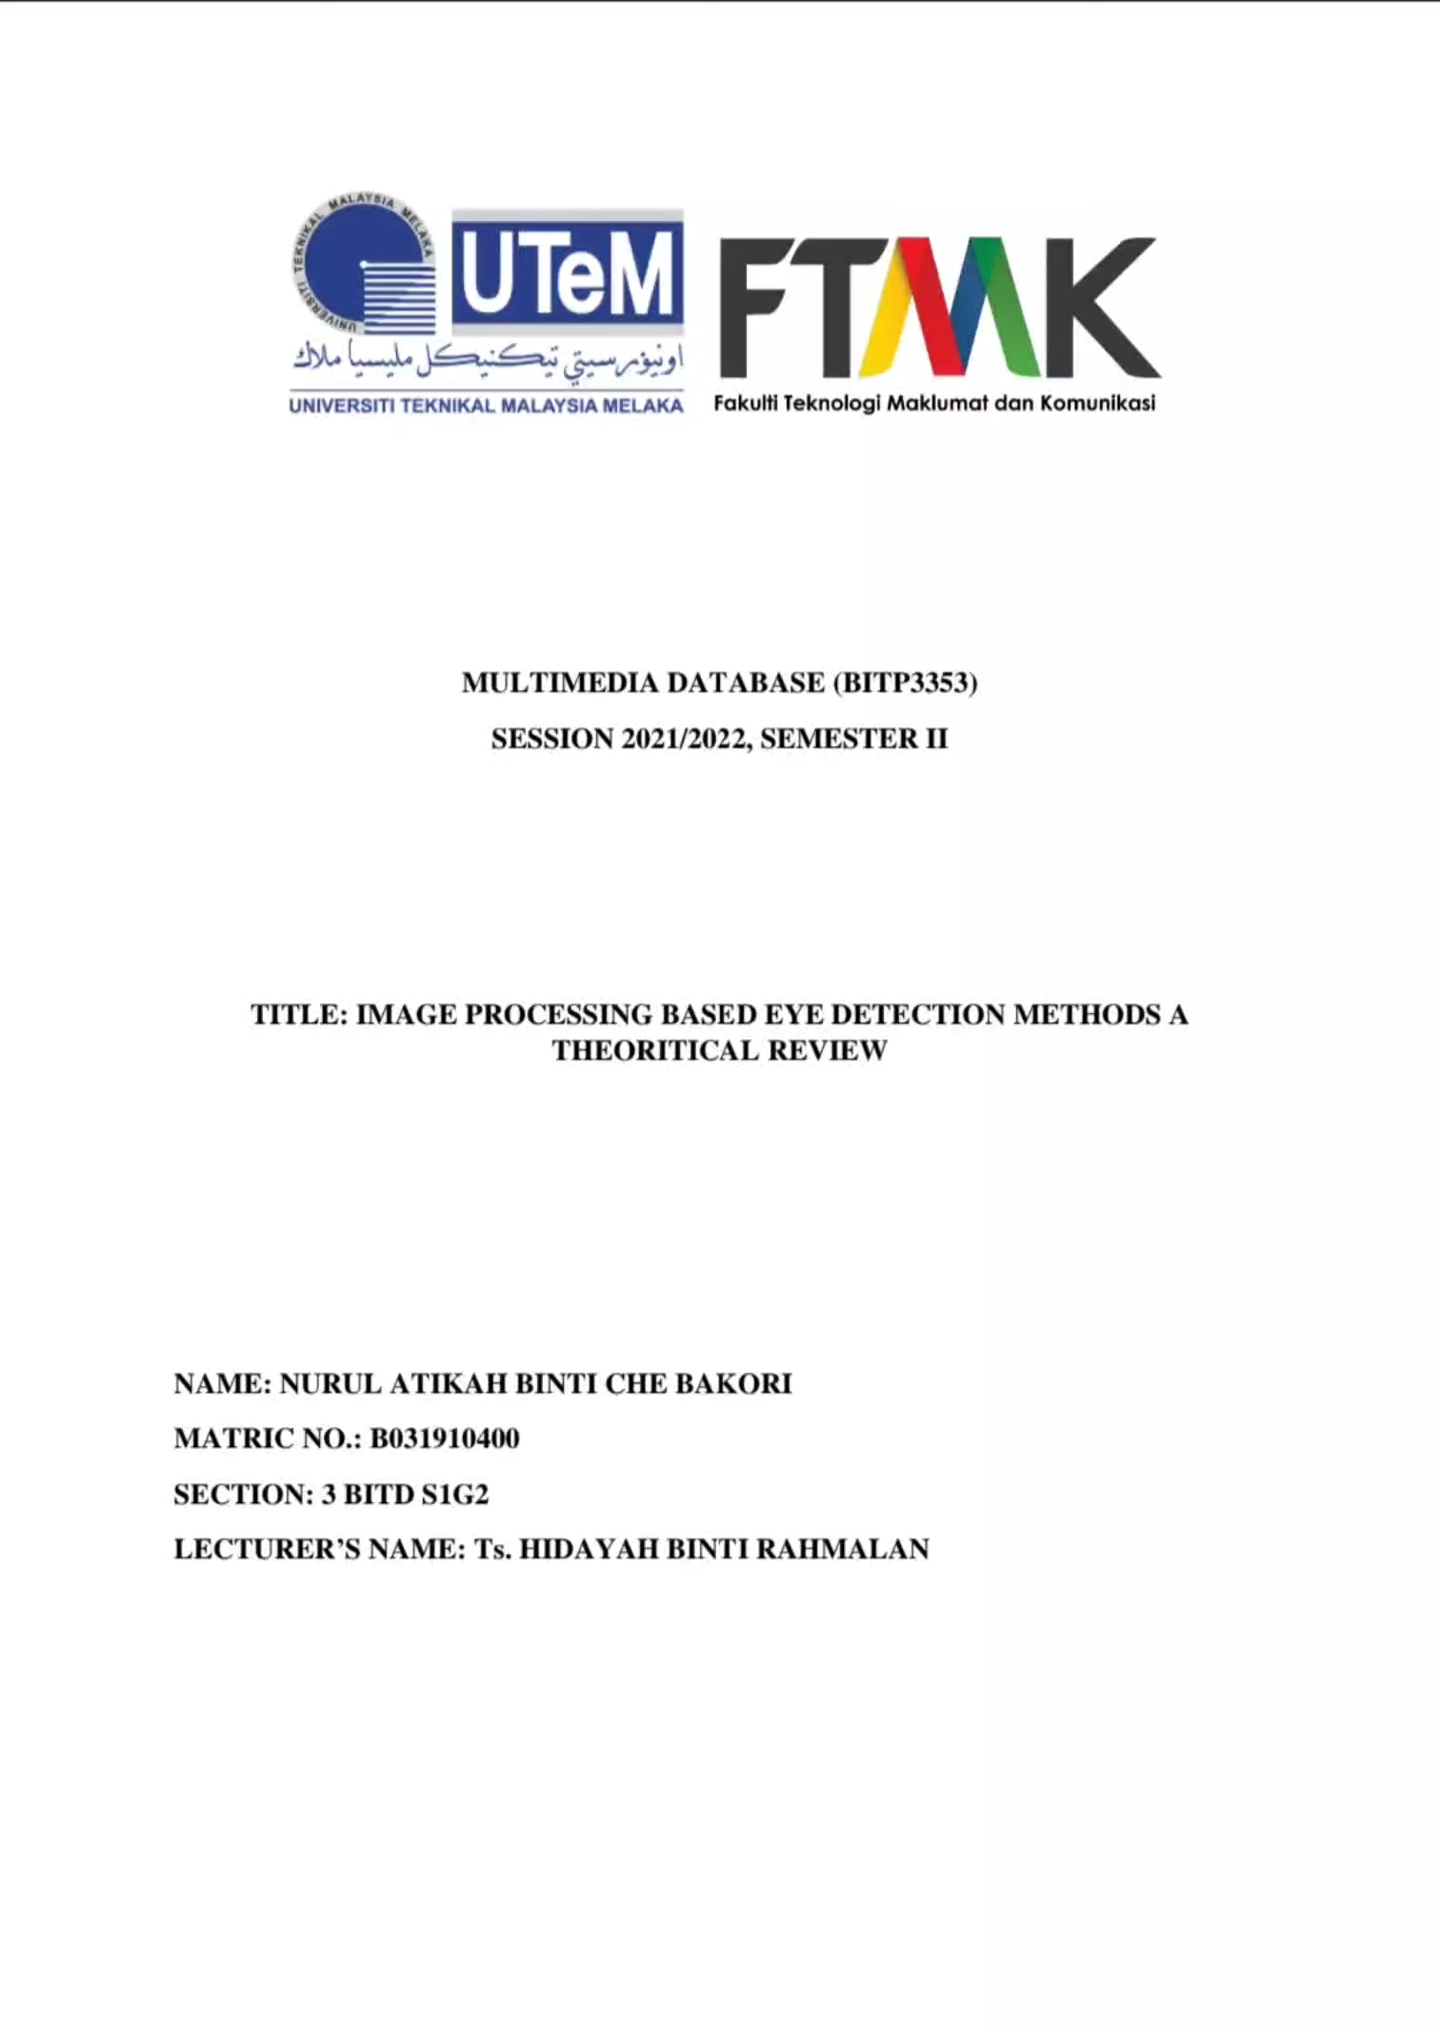 UNIVERSITI TEKNIKAL MALAYSIA MELAKA
UTeM
اونيۏرسيتي تيكنيكل مليسيا ملاك
UNIVERSITI TEKNIKAL MALAYSIA MELAKA
FTMK
Fakulti Teknologi Maklumat dan Komunikasi
MULTIMEDIA DATABASE (BITP3353)
SESSION 2021/2022, SEMESTER II
TITLE: IMAGE PROCESSING BASED EYE DETECTION METHODS A
THEORITICAL REVIEW
NAME: NURUL ATIKAH BINTI CHE BAKORI
MATRIC NO.: B031910400
SECTION: 3 BITD S1G2
LECTURER’S NAME: Ts. HIDAYAH BINTI RAHMALAN